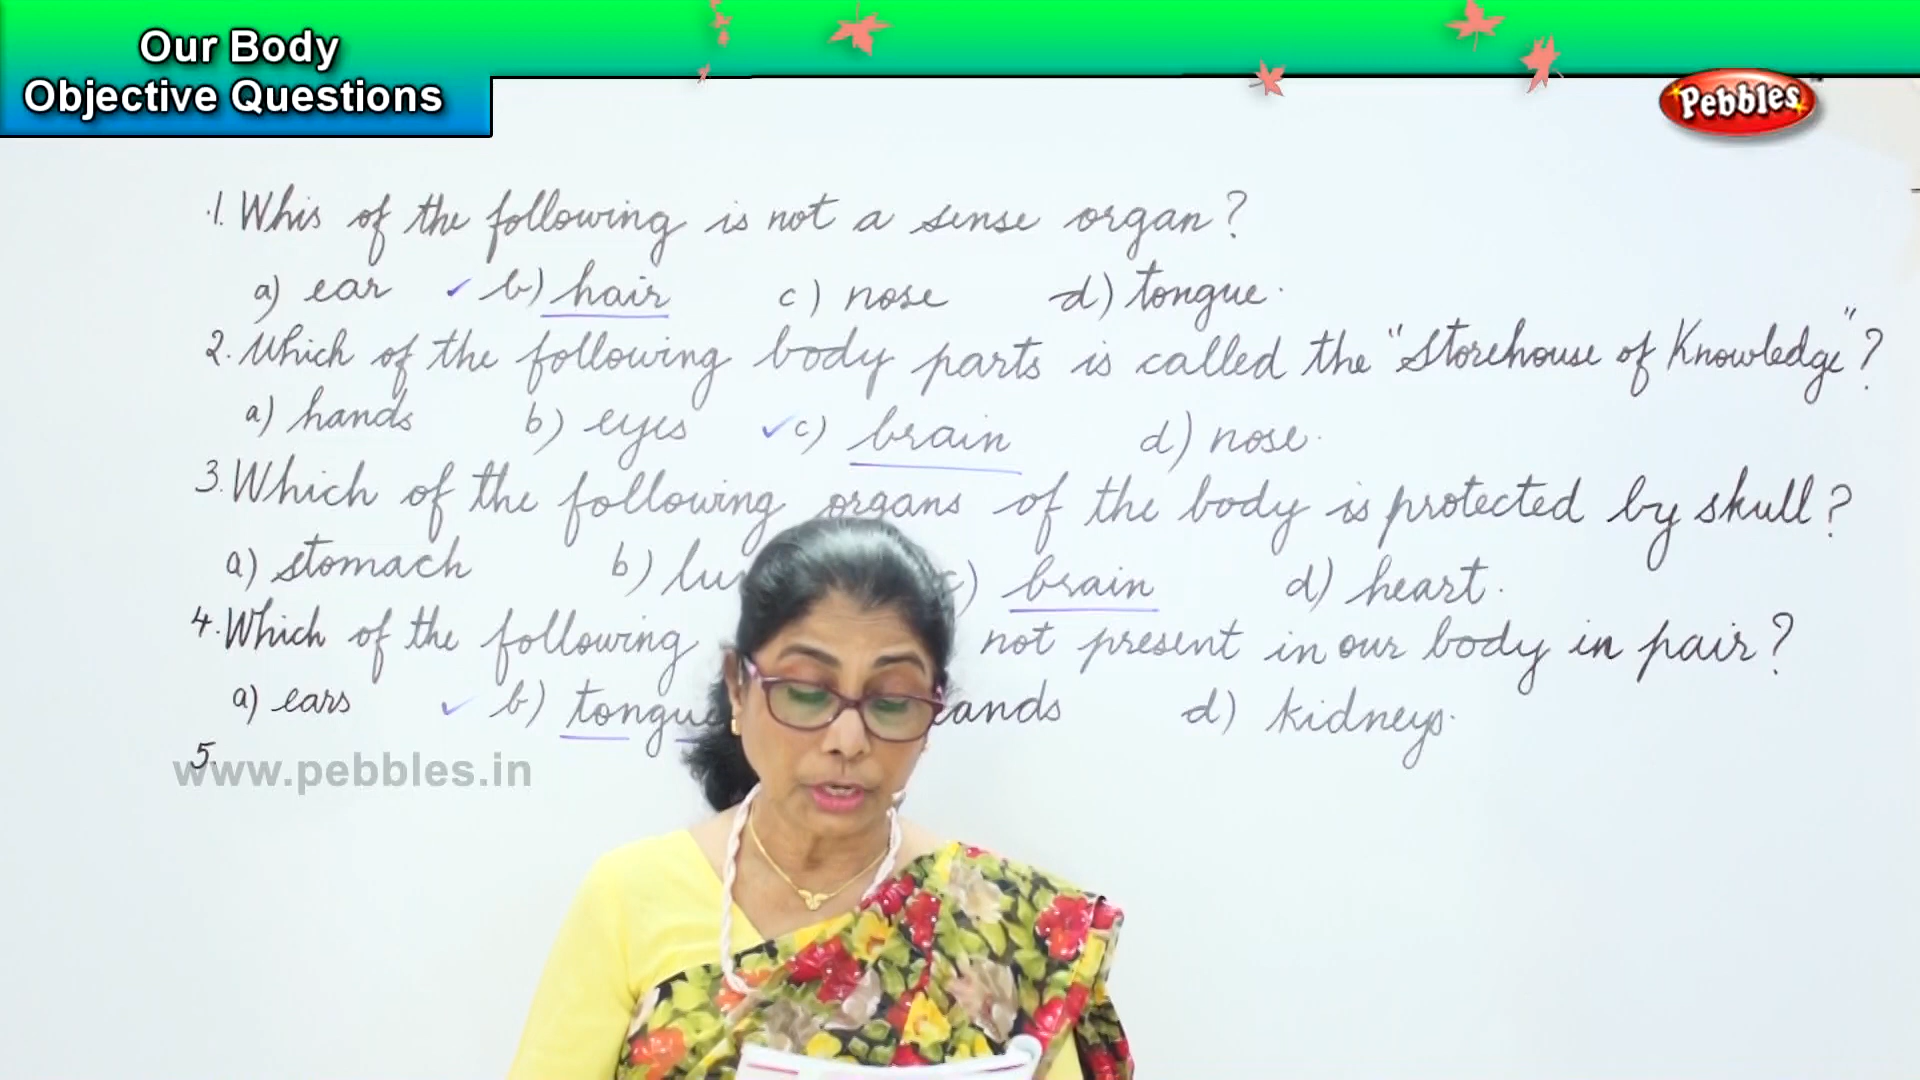 Our Body
Objective Questions
Pebbles
1. Whis of the following is not a sense organ?
a) ear ✓ b) hair c) nose d) tongue.
2. Which of the following body parts is called the "Storehouse of Knowledge"?
a) hands b) eyes ✓ c) brain d) nose.
3. Which of the following organs of the body is protected by skull?
a) stomach b) c) brain d) heart.
4. Which of the following not present in our body in pair?
a) ears ✓ b) tongue d) kidneys.
5.
www.pebbles.in